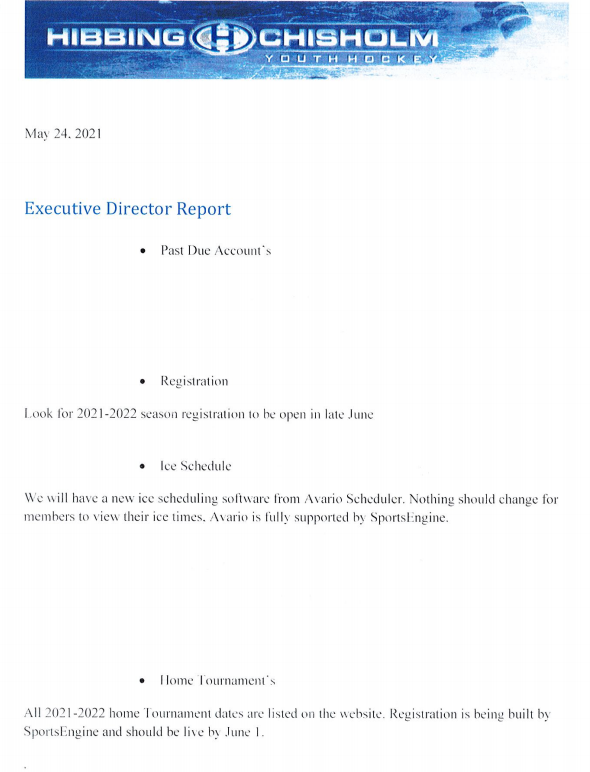 HIBBING CHISHOLM
YOUTH HOCKEY
May 24, 2021
Executive Director Report
• Past Due Account's
• Registration
Look for 2021-2022 season registration to be open in late June
• Ice Schedule
We will have a new ice scheduling software from Avario Scheduler. Nothing should change for
members to view their ice times. Avario is fully supported by SportsEngine.
• Home Tournament's
All 2021-2022 home Tournament dates are listed on the website. Registration is being built by
SportsEngine and should be live by June 1.
.